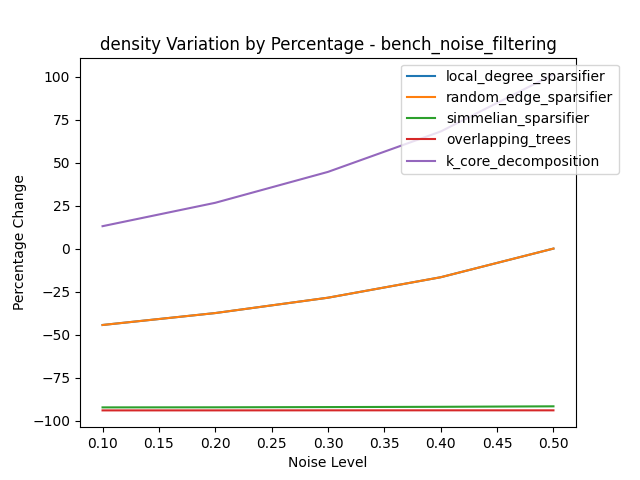 density Variation by Percentage - bench_noise_filtering
local_degree_sparsifier
random_edge_sparsifier
simmelian_sparsifier
overlapping_trees
k_core_decomposition
Percentage Change
100
75
50
25
0
−25
−50
−75
−100
0.10 0.15 0.20 0.25 0.30 0.35 0.40 0.45 0.50
Noise Level